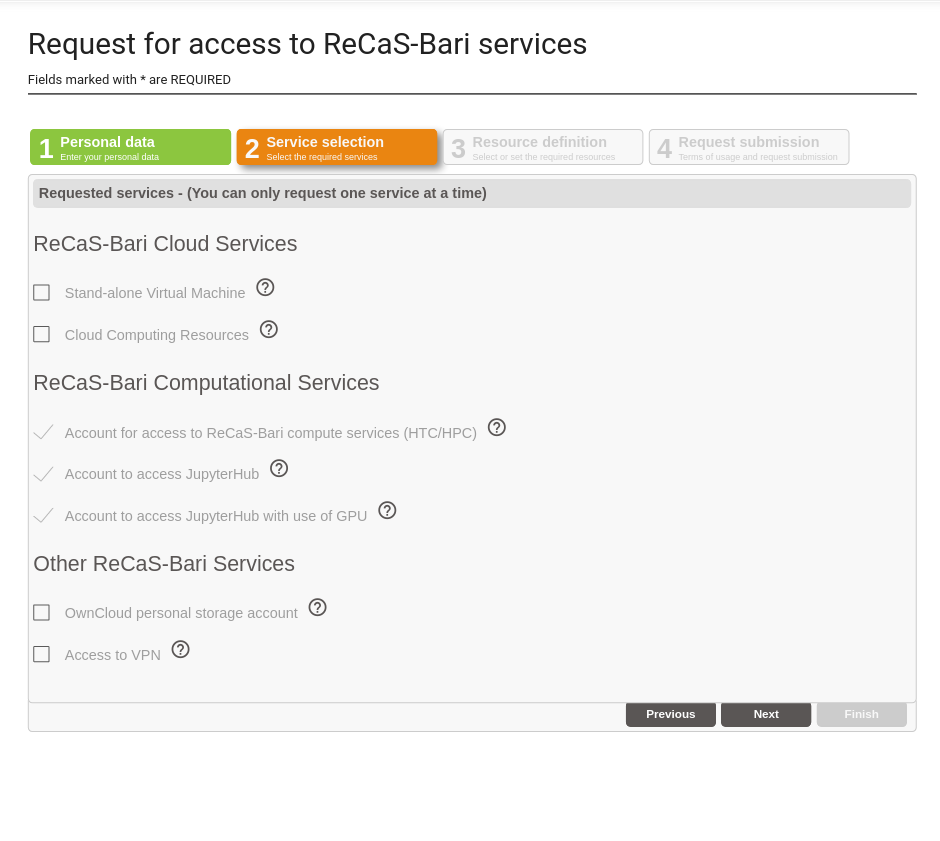 Request for access to ReCaS-Bari services
Fields marked with * are REQUIRED
1 Personal data
Enter your personal data
2 Service selection
Select the required services
3 Resource definition
Select or set the required resources
4 Request submission
Terms of usage and request submission
Requested services - (You can only request one service at a time)
ReCaS-Bari Cloud Services
Stand-alone Virtual Machine
Cloud Computing Resources
ReCaS-Bari Computational Services
Account for access to ReCaS-Bari compute services (HTC/HPC)
Account to access JupyterHub
Account to access JupyterHub with use of GPU
Other ReCaS-Bari Services
OwnCloud personal storage account
Access to VPN
Previous Next Finish